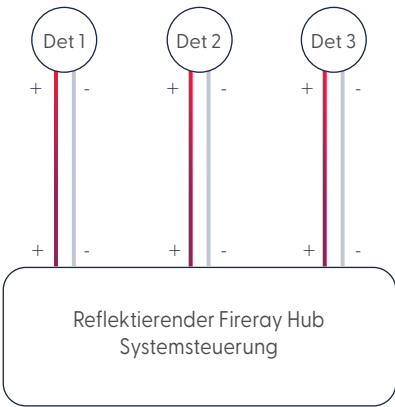 Det 1 Det 2 Det 3
+ - + - + -
+ - + - + -
Reflektierender Fireray Hub
Systemsteuerung